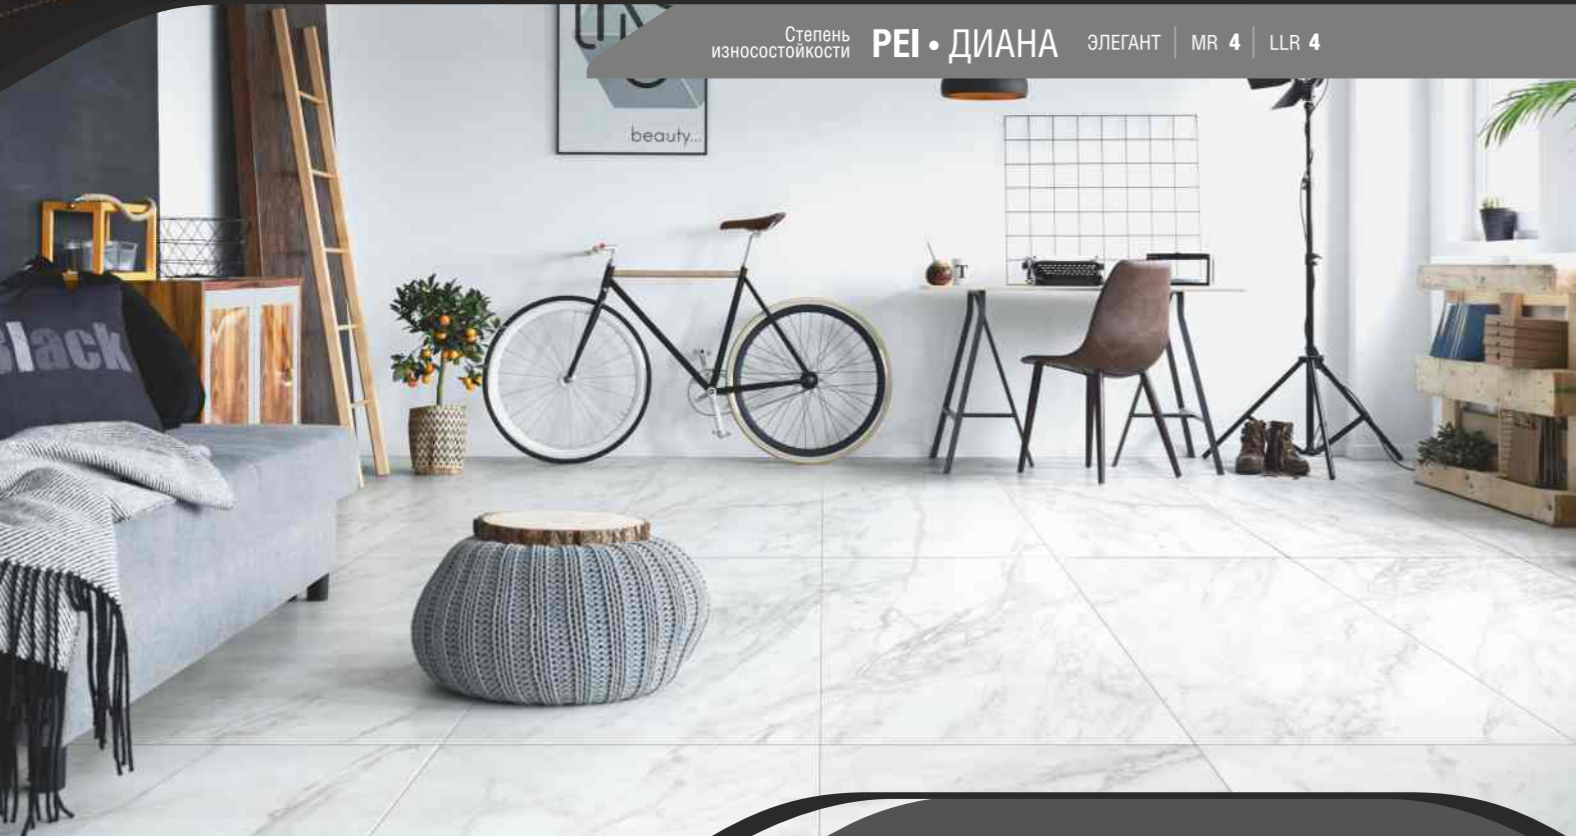 Степень
износостойкости
PEI • ДИАНА
ЭЛЕГАНТ | MR 4 | LLR 4
beauty...
Black